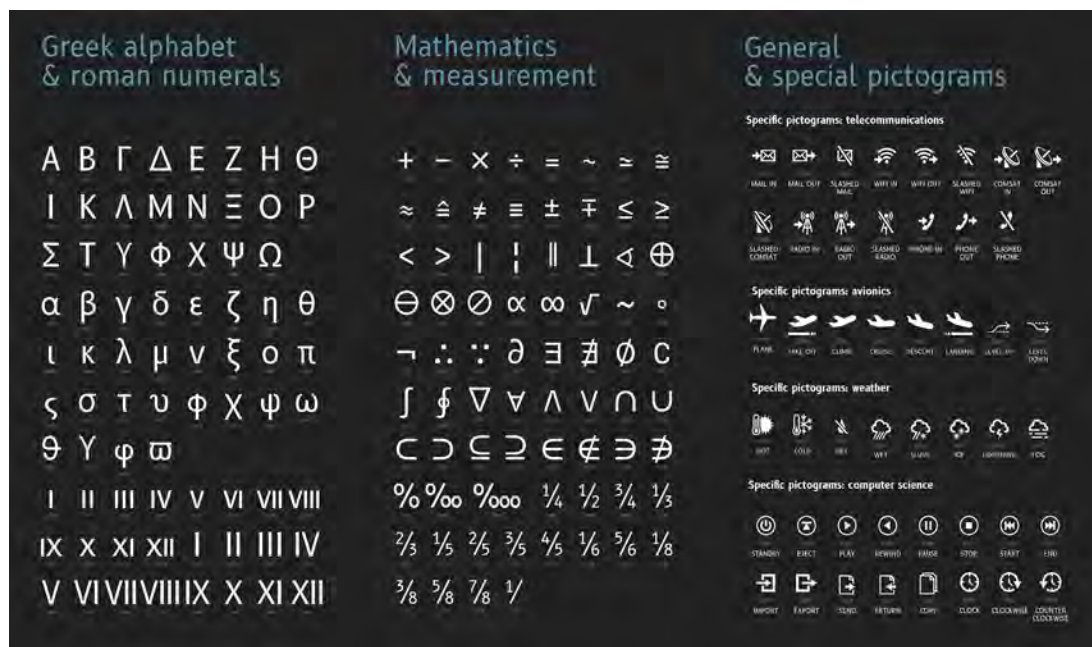 Greek alphabet
& roman numerals
Α Β Γ Δ Ε Ζ Η Θ
Ι Κ Λ Μ Ν Ξ Ο Ρ
Σ Τ Υ Φ Χ Ψ Ω
α β γ δ ε ζ η θ
ι κ λ μ ν ξ ο π
ς σ τ υ φ χ ψ ω
ϑ ϒ φ ϖ
I II III IV V VI VII VIII
IX X XI XII I II III IV
V VI VII VIII IX X XI XII
Mathematics
& measurement
+ − × ÷ = ~ ≃ ≅
≈ ≙ ≠ ≡ ± ∓ ≤ ≥
< > | ¦ ‖ ⊥ ∢ ⊕
⊖ ⊗ ⊘ ∝ ∞ √ ∼ ∘
¬ ∴ ∵ ∂ ∃ ∄ ∅ C
∫ ∮ ∇ ∀ ∧ ∨ ∩ ∪
⊂ ⊃ ⊆ ⊇ ∈ ∉ ∋ ∌
% ‰ ‱ ¼ ½ ¾ ⅓
⅔ ⅕ ⅖ ⅗ ⅘ ⅙ ⅚ ⅛
⅜ ⅝ ⅞ ⅟
General
& special pictograms
Specific pictograms: telecommunications
MAIL IN MAIL OUT SLASHED MAIL WIFI IN WIFI OUT SLASHED WIFI COMSAT IN COMSAT OUT
SLASHED COMSAT RADIO IN RADIO OUT SLASHED RADIO PHONE IN PHONE OUT SLASHED PHONE
Specific pictograms: avionics
PLANE TAKE OFF CLIMB CRUISE DESCENT LANDING LEVEL UP LEVEL DOWN
Specific pictograms: weather
HOT COLD DRY WET SLUSH ICE LIGHTNING FOG
Specific pictograms: computer science
STANDBY EJECT PLAY REWIND PAUSE STOP START END
IMPORT EXPORT SEND RETURN COPY CLOCK CLOCKWISE COUNTER CLOCKWISE